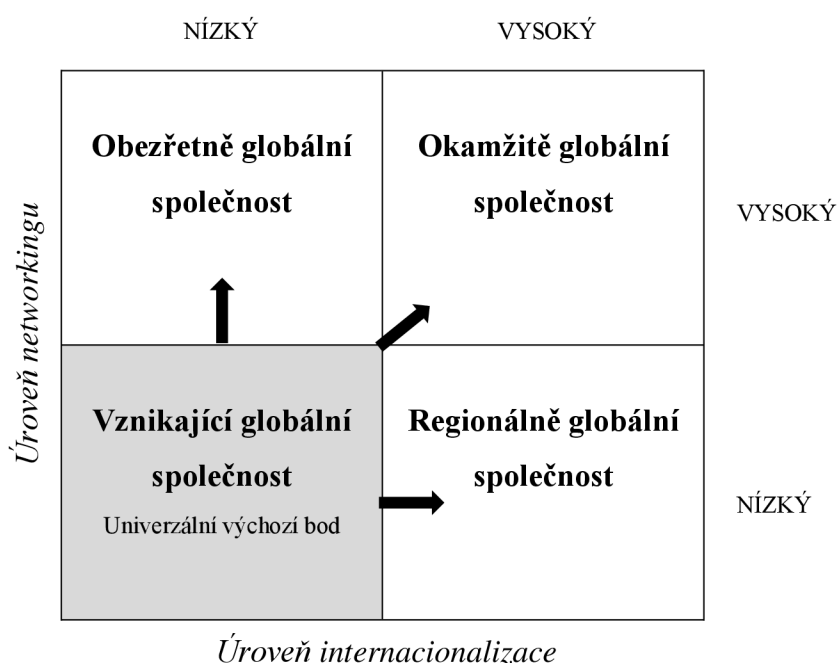 NÍZKÝ
VYSOKÝ
Obezřetně globální
společnost
Okamžitě globální
společnost
VYSOKÝ
Úroveň networkingu
Vznikající globální
společnost
Univerzální výchozí bod
Regionálně globální
společnost
NÍZKÝ
Úroveň internacionalizace